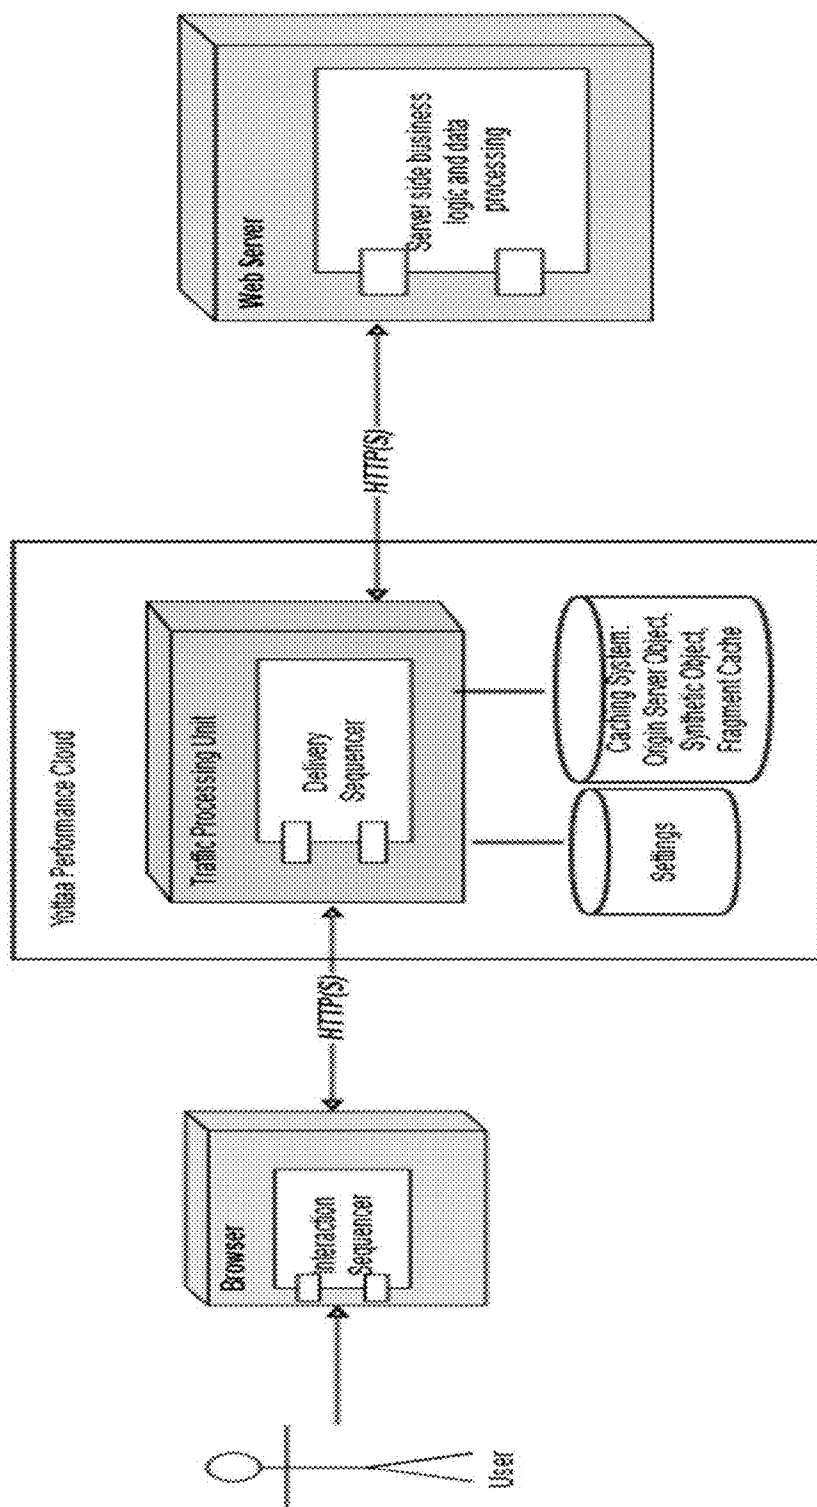 User
Browser
Interaction
Sequencer
HTTP(S)
Yottaa Performance Cloud
Traffic Processing Unit
Delivery
Sequencer
Settings
Caching System:
Origin Server Object,
Synthetic Object,
Fragment Cache
HTTP(S)
Web Server
Server side business
logic and data
processing